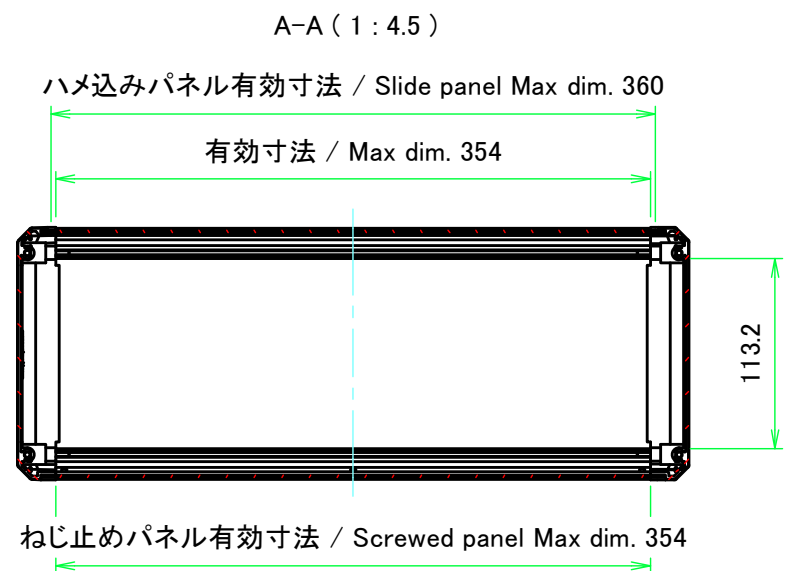 A-A ( 1 : 4.5 )
ハメ込みパネル有効寸法 / Slide panel Max dim. 360
有効寸法 / Max dim. 354
113.2
ねじ止めパネル有効寸法 / Screwed panel Max dim. 354